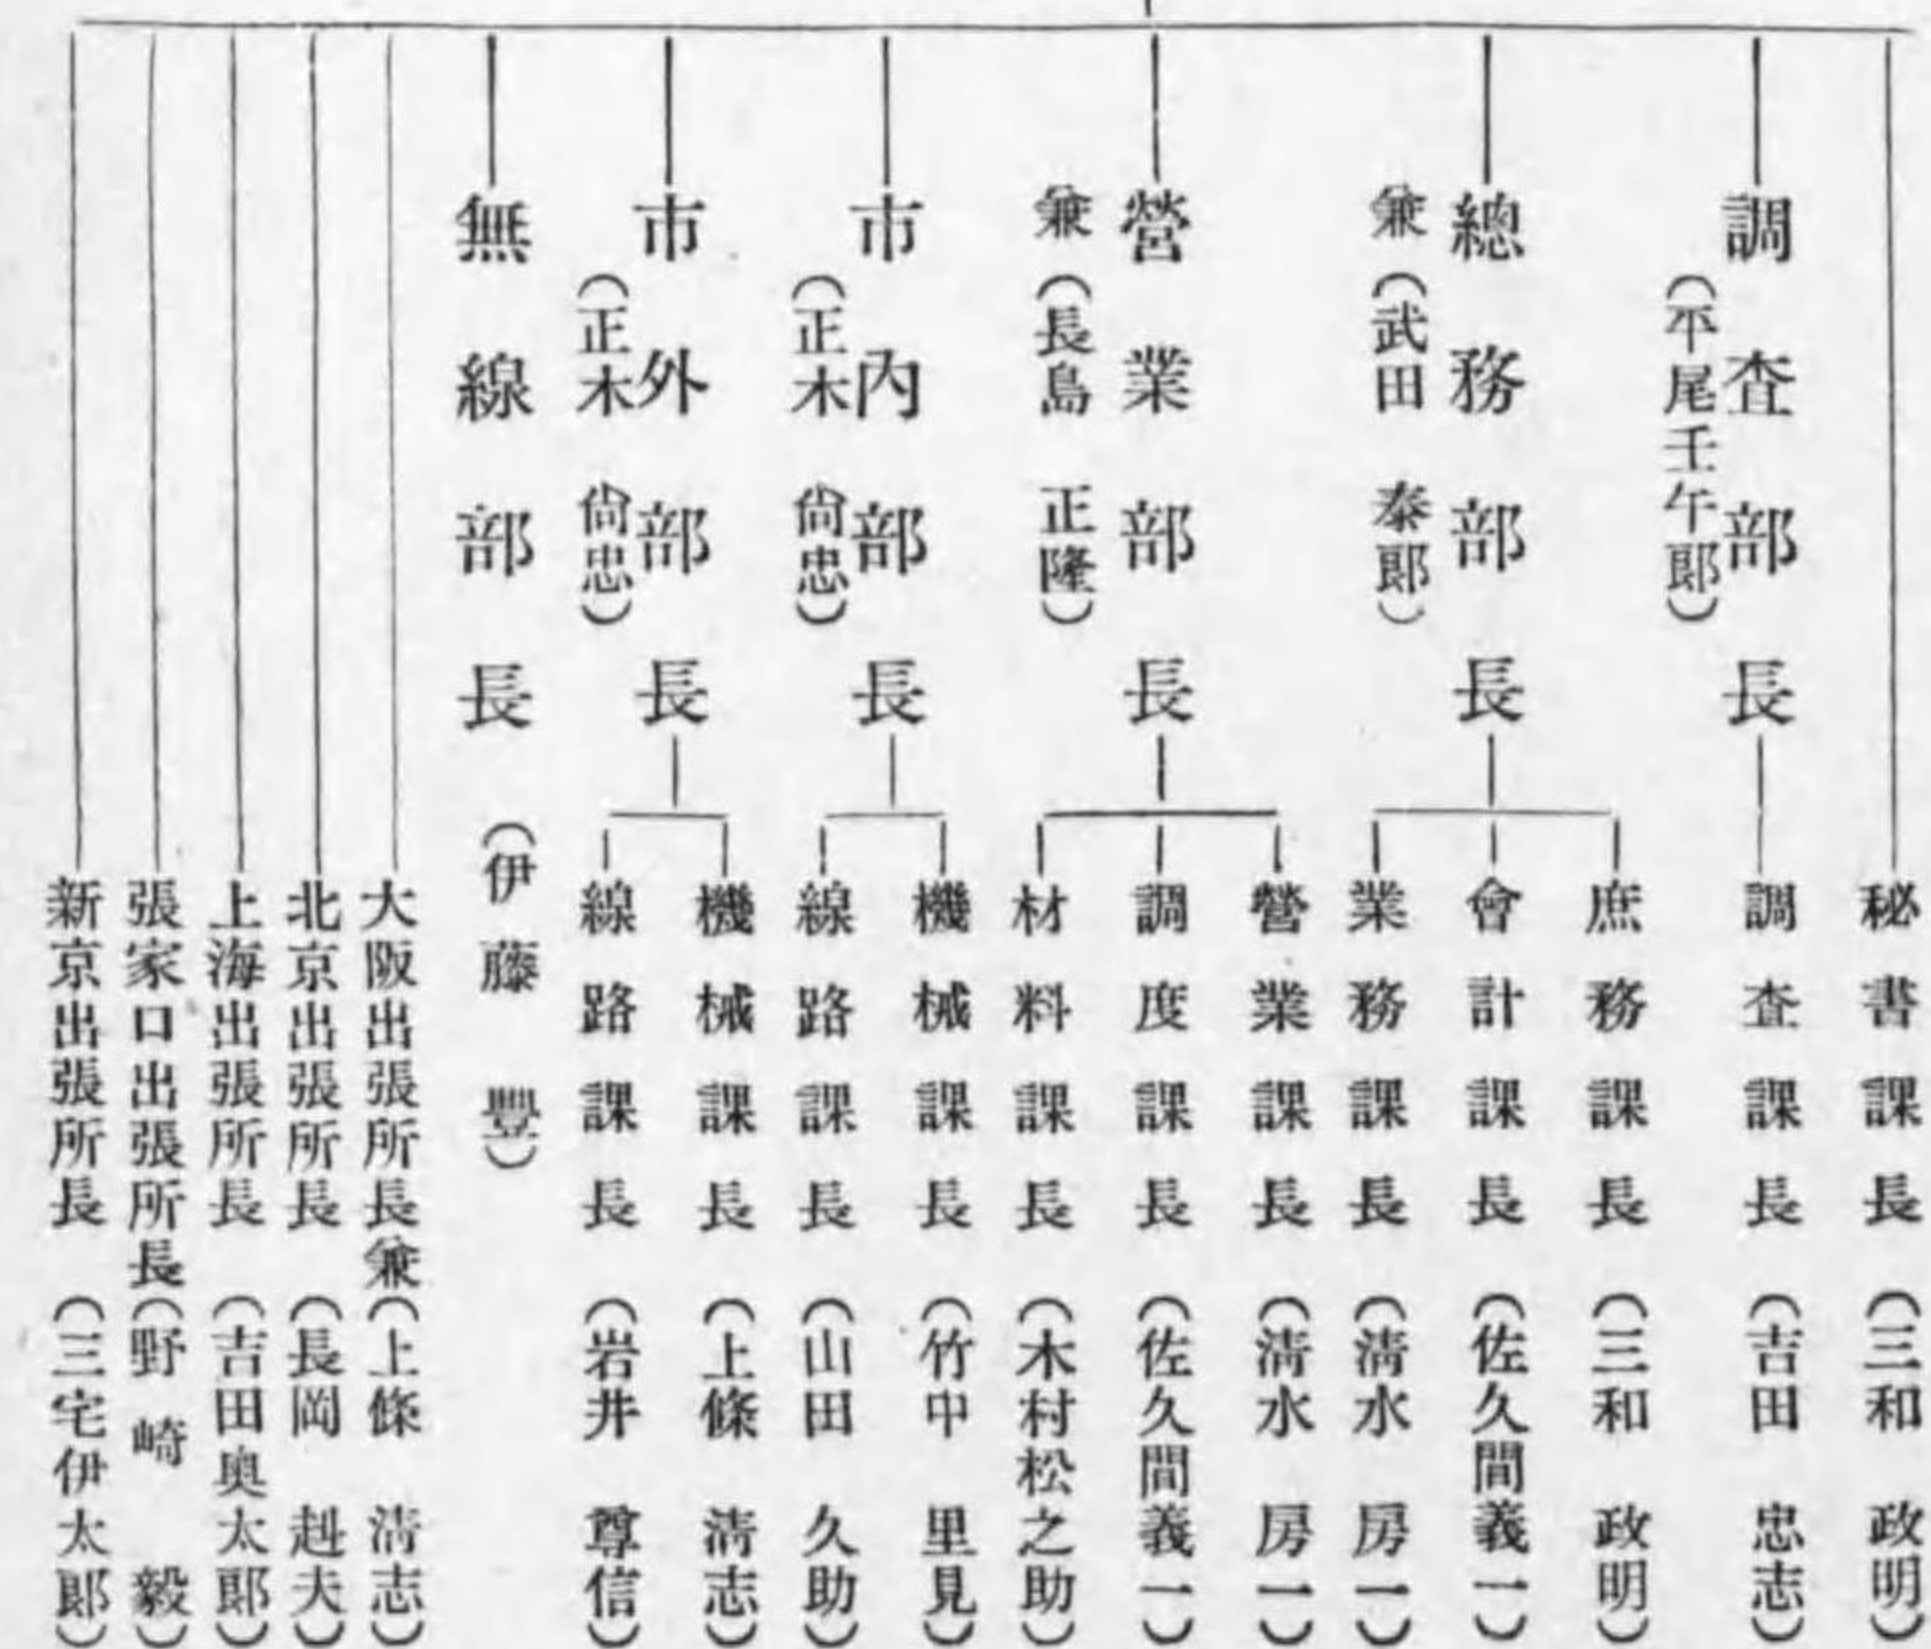 秘書課長（三和 政明）
調査部長
（平尾壬午郞）
調査課長（吉田 忠志）
總務部長
兼（武田 泰郞）
庶務課長（三和 政明）
會計課長（佐久間義一）
業務課長（淸水 房一）
營業部長
兼（長島 正隆）
營業課長（淸水 房一）
調度課長（佐久間義一）
材料課長（木村松之助）
市內部長
（正木 尙忠）
機械課長（竹中 里見）
線路課長（山田 久助）
市外部長
（正木 尙忠）
機械課長（上條 淸志）
線路課長（岩井 尊信）
無線部長（伊藤 豐）
大阪出張所長兼（上條 淸志）
北京出張所長（長岡 赳夫）
上海出張所長（吉田奥太郞）
張家口出張所長（野崎 毅）
新京出張所長（三宅伊太郞）